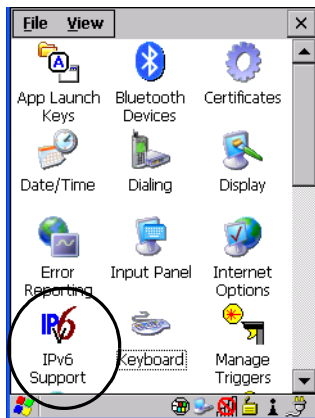 File View
App Launch Keys
Bluetooth Devices
Certificates
Date/Time
Dialing
Display
Error Reporting
Input Panel
Internet Options
IPv6
IPv6 Support
Keyboard
Manage Triggers